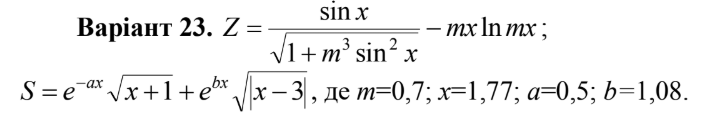 Варіант 23. Z = sin x / √(1 + m³ sin² x) − mx ln mx ;
S = e^(−ax) √(x + 1) + e^(bx) √|x − 3| , де m=0,7; x=1,77; a=0,5; b=1,08.